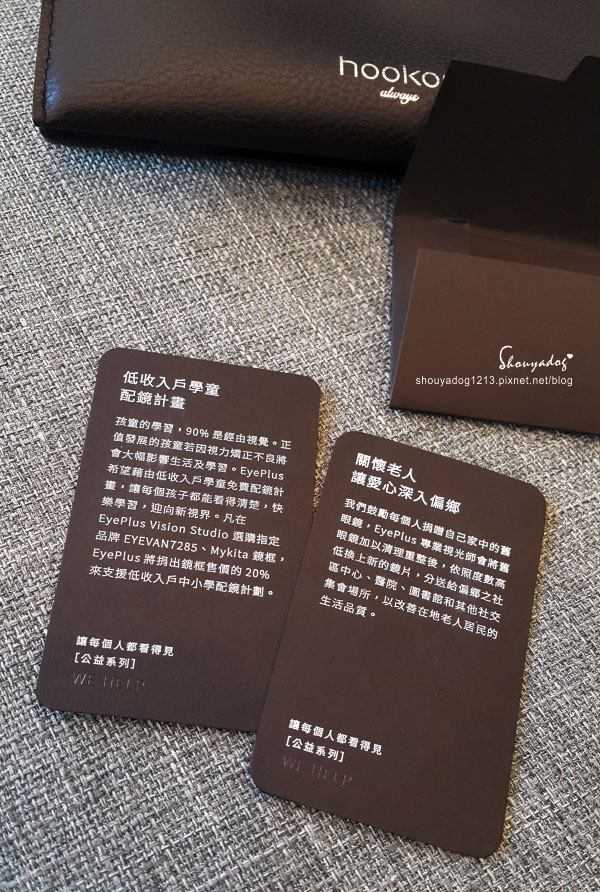 always
Shouyadog
shouyadog1213.pixnet.net/blog
低收入戶學童
配鏡計畫
孩童的學習，90% 是經由視覺。正
值發展的孩童若因視力矯正不良將
會大幅影響生活及學習。EyePlus
希望藉由低收入戶學童免費配鏡計
畫，讓每個孩子都能看得清楚，快
樂學習，迎向新視界。凡在
EyePlus Vision Studio 選購指定
品牌 EYEVAN7285、Mykita 鏡框，
EyePlus 將捐出鏡框售價的 20%
來支援低收入戶中小學配鏡計劃。
讓每個人都看得見
[公益系列]
WE HELP
關懷老人
讓愛心深入偏鄉
我們鼓勵每個人捐贈自己家中的舊
眼鏡，EyePlus 專業視光師會將舊
眼鏡加以清理重整後，依照度數高
低換上新的鏡片，分送給偏鄉之社
區中心、醫院、圖書館和其他社交
集會場所，以改善在地老人居民的
生活品質。
讓每個人都看得見
[公益系列]
WE HELP